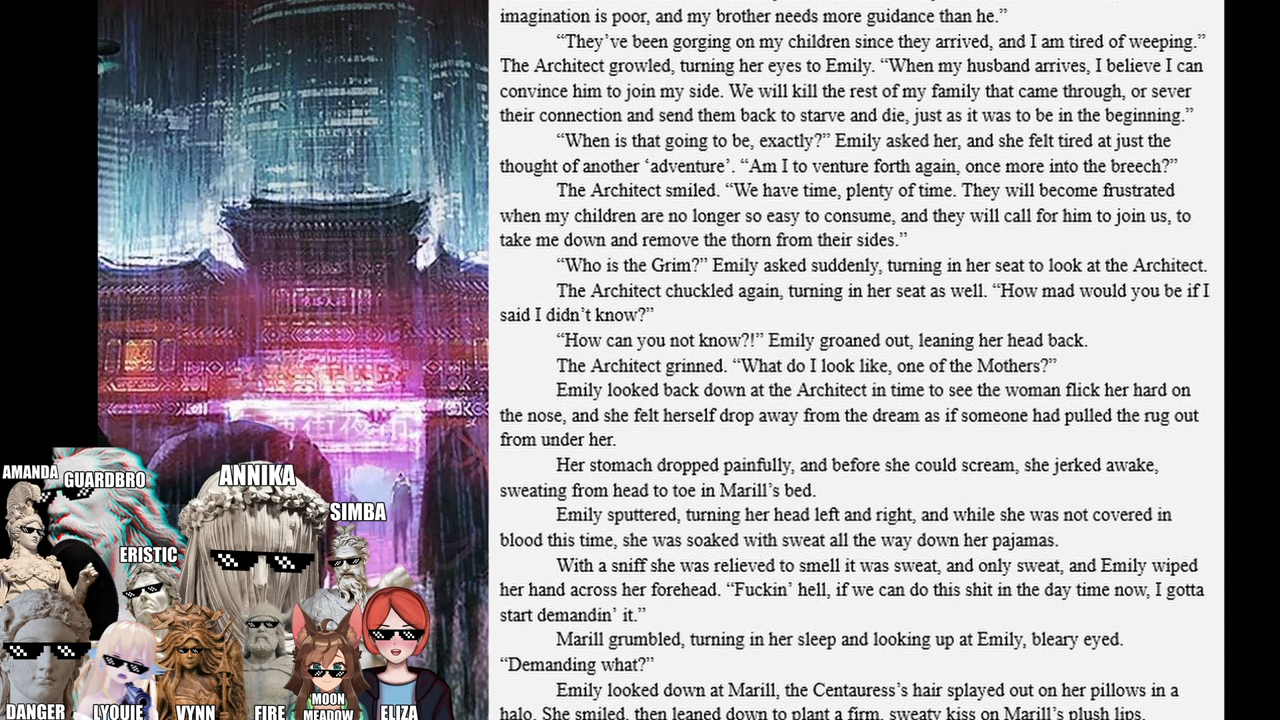 imagination is poor, and my brother needs more guidance than he.”
“They’ve been gorging on my children since they arrived, and I am tired of weeping.”
The Architect growled, turning her eyes to Emily. “When my husband arrives, I believe I can
convince him to join my side. We will kill the rest of my family that came through, or sever
their connection and send them back to starve and die, just as it was to be in the beginning.”
“When is that going to be, exactly?” Emily asked her, and she felt tired at just the
thought of another ‘adventure’. “Am I to venture forth again, once more into the breech?”
The Architect smiled. “We have time, plenty of time. They will become frustrated
when my children are no longer so easy to consume, and they will call for him to join us, to
take me down and remove the thorn from their sides.”
“Who is the Grim?” Emily asked suddenly, turning in her seat to look at the Architect.
The Architect chuckled again, turning in her seat as well. “How mad would you be if I
said I didn’t know?”
“How can you not know?!” Emily groaned out, leaning her head back.
The Architect grinned. “What do I look like, one of the Mothers?”
Emily looked back down at the Architect in time to see the woman flick her hard on
the nose, and she felt herself drop away from the dream as if someone had pulled the rug out
from under her.
Her stomach dropped painfully, and before she could scream, she jerked awake,
sweating from head to toe in Marill’s bed.
Emily sputtered, turning her head left and right, and while she was not covered in
blood this time, she was soaked with sweat all the way down her pajamas.
With a sniff she was relieved to smell it was sweat, and only sweat, and Emily wiped
her hand across her forehead. “Fuckin’ hell, if we can do this shit in the day time now, I gotta
start demandin’ it.”
Marill grumbled, turning in her sleep and looking up at Emily, bleary eyed.
“Demanding what?”
Emily looked down at Marill, the Centauress’s hair splayed out on her pillows in a
halo. She smiled, then leaned down to plant a firm, sweaty kiss on Marill’s plush lips.
AMANDA
GUARDBRO
ANNIKA
SIMBA
ERISTIC
DANGER
LYQUIE
VYNN
FIRE
MOON
MEADOW
ELIZA